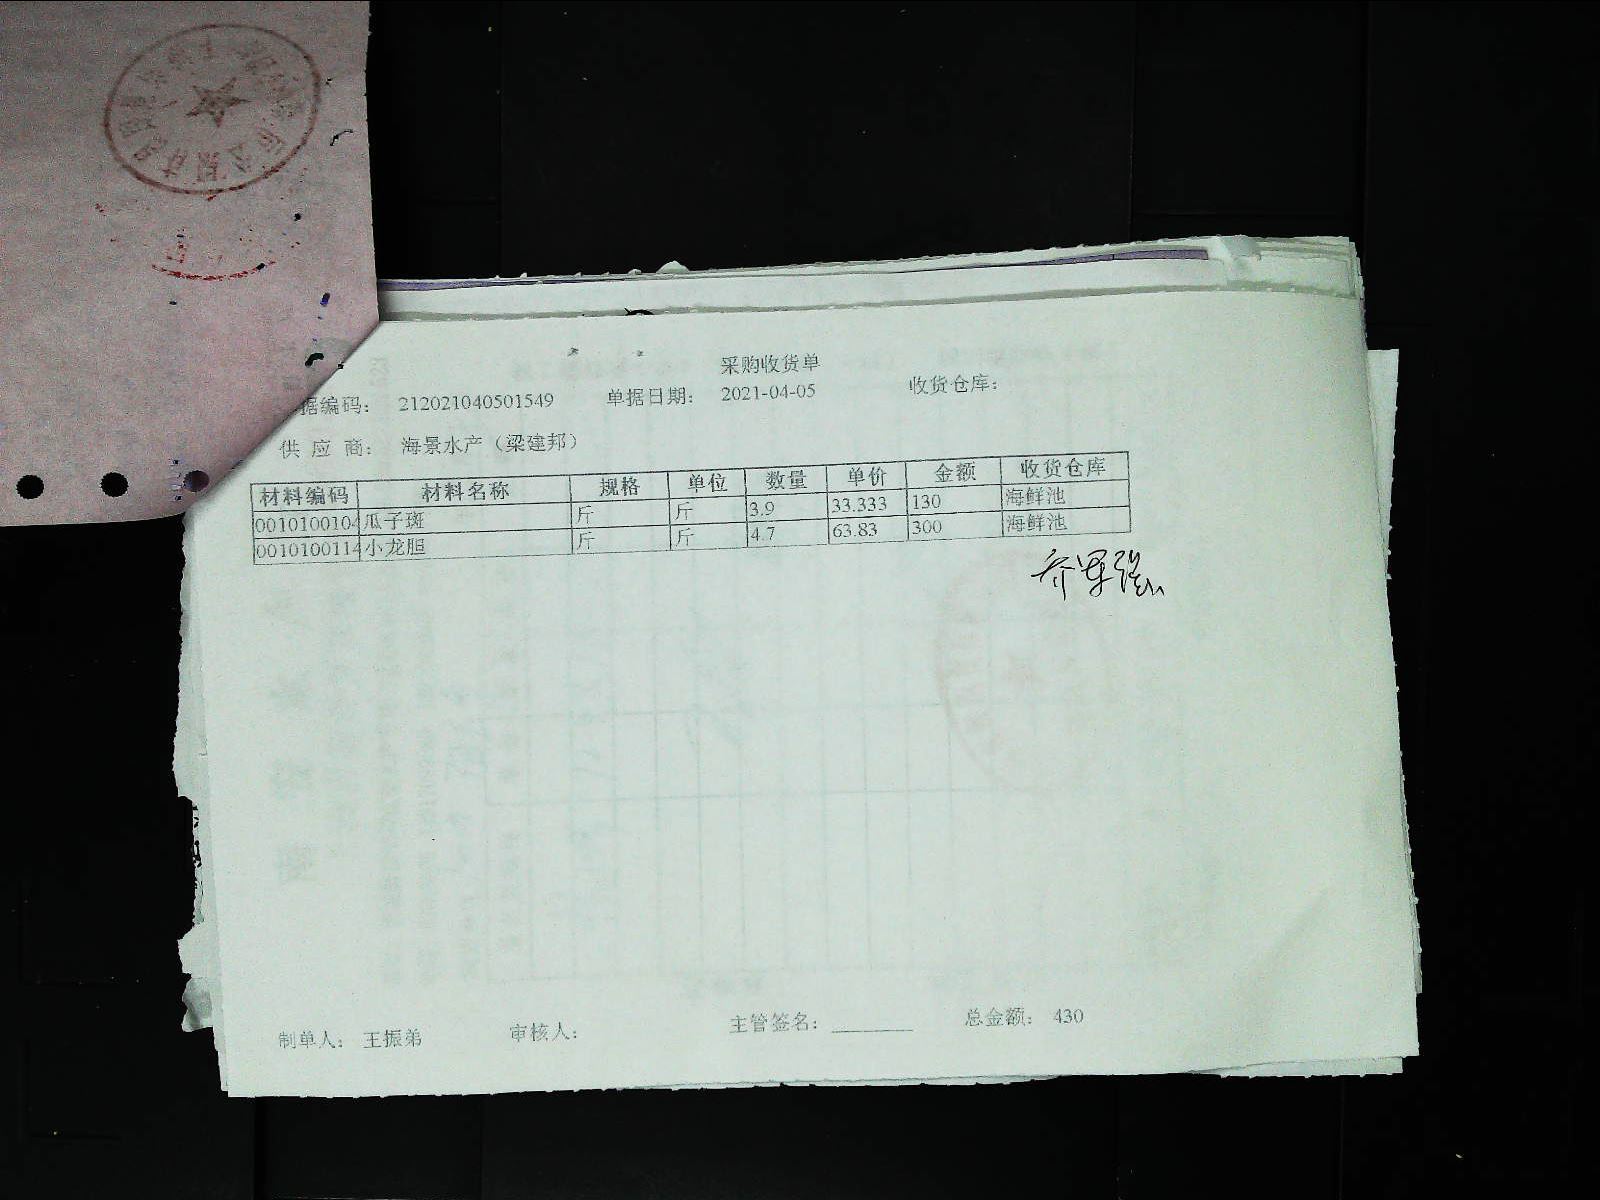 采购收货单
据编码： 212021040501549 单据日期： 2021-04-05 收货仓库：
供 应 商： 海景水产（梁建邦）
材料编码 材料名称 规格 单位 数量 单价 金额 收货仓库
0010100104 瓜子斑 斤 斤 3.9 33.333 130 海鲜池
0010100114 小龙胆 斤 斤 4.7 63.83 300 海鲜池
制单人： 王振弟 审核人： 主管签名： ________ 总金额： 430